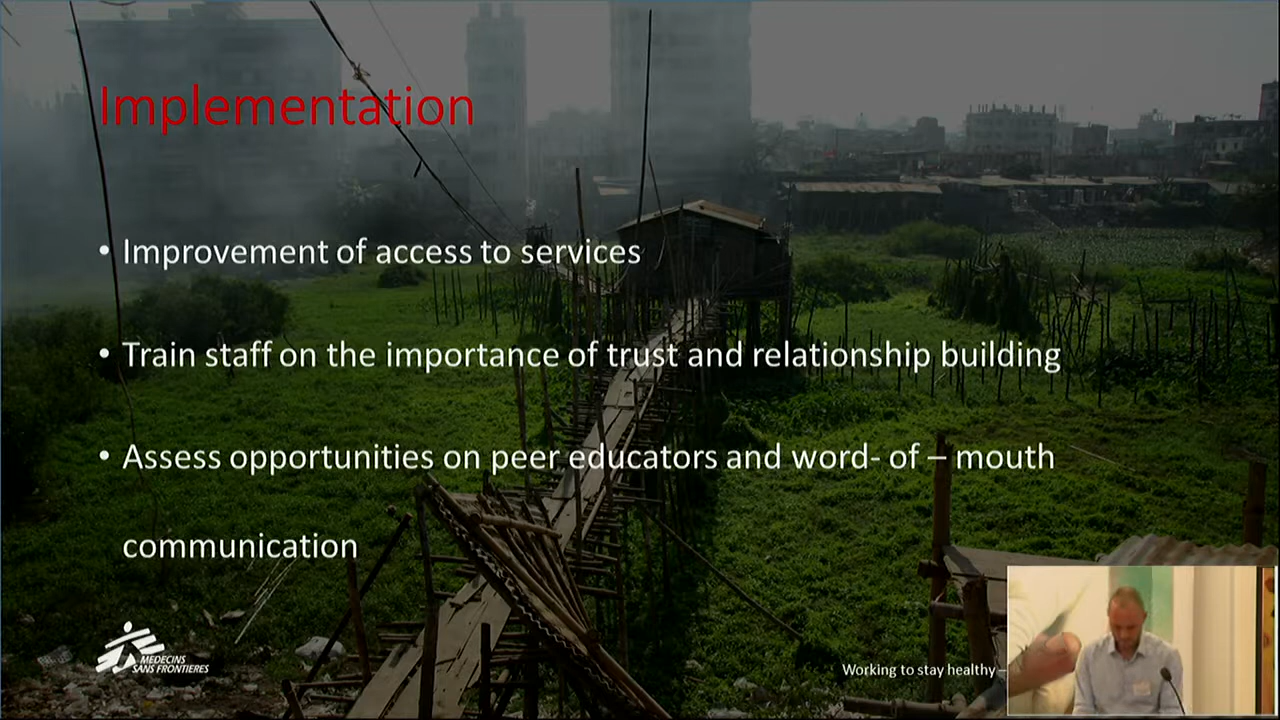 Implementation
• Improvement of access to services
• Train staff on the importance of trust and relationship building
• Assess opportunities on peer educators and word- of – mouth
communication
MEDECINS
SANS FRONTIERES
Working to stay healthy –